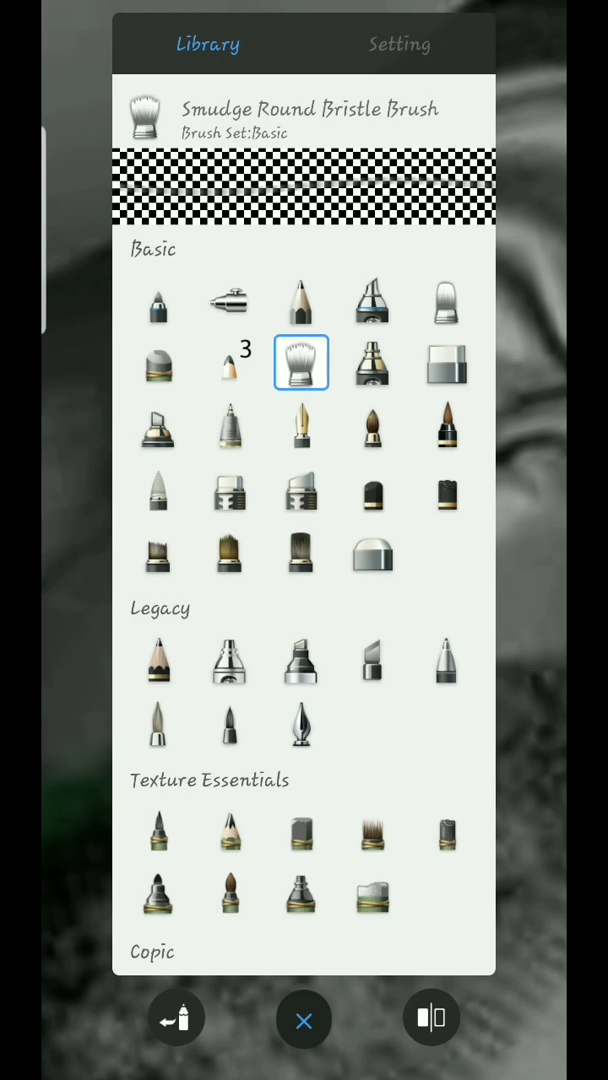 Library
Setting
Smudge Round Bristle Brush
Brush Set:Basic
Basic
3
Legacy
Texture Essentials
Copic